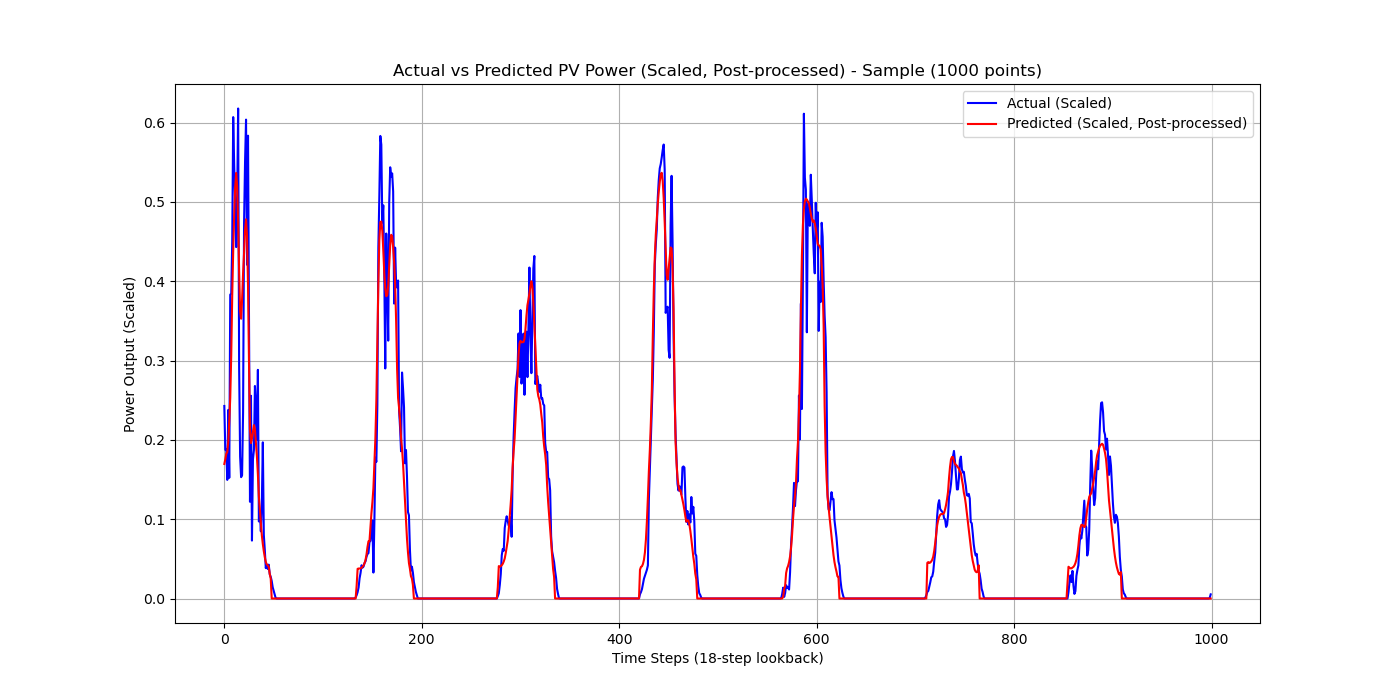 Actual vs Predicted PV Power (Scaled, Post-processed) - Sample (1000 points)
Actual (Scaled)
Predicted (Scaled, Post-processed)
Power Output (Scaled)
0.6
0.5
0.4
0.3
0.2
0.1
0.0
0 200 400 600 800 1000
Time Steps (18-step lookback)